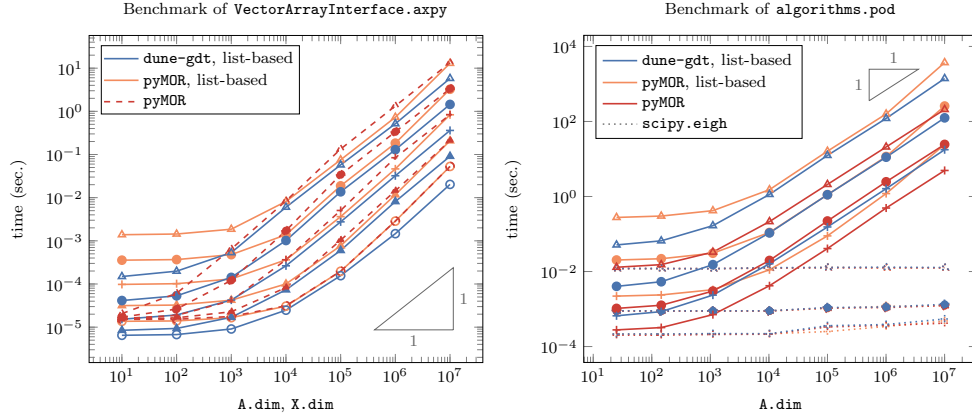 Benchmark of VectorArrayInterface.axpy
dune-gdt, list-based
pyMOR, list-based
pyMOR
time (sec.)
10^1
10^0
10^-1
10^-2
10^-3
10^-4
10^-5
1
1
10^1 10^2 10^3 10^4 10^5 10^6 10^7
A.dim, X.dim
Benchmark of algorithms.pod
dune-gdt, list-based
pyMOR, list-based
pyMOR
scipy.eigh
time (sec.)
10^4
10^2
10^0
10^-2
10^-4
1
1
10^2 10^3 10^4 10^5 10^6 10^7
A.dim